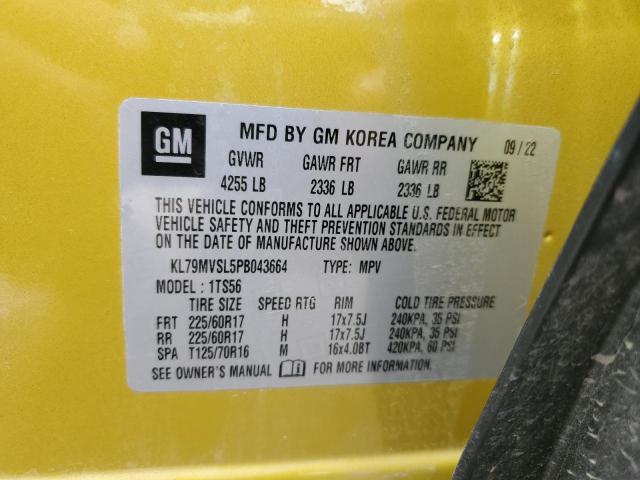 GM MFD BY GM KOREA COMPANY 09/22
GVWR GAWR FRT GAWR RR
4255 LB 2336 LB 2336 LB
THIS VEHICLE CONFORMS TO ALL APPLICABLE U.S. FEDERAL MOTOR
VEHICLE SAFETY AND THEFT PREVENTION STANDARDS IN EFFECT
ON THE DATE OF MANUFACTURE SHOWN ABOVE.
KL79MVSL5PB043664 TYPE: MPV
MODEL : 1TS56
TIRE SIZE SPEED RTG RIM COLD TIRE PRESSURE
FRT 225/60R17 H 17x7.5J 240KPA, 35 PSI
RR 225/60R17 H 17x7.5J 240KPA, 35 PSI
SPA T125/70R16 M 16x4.0BT 420KPA, 60 PSI
SEE OWNER'S MANUAL FOR MORE INFORMATION.